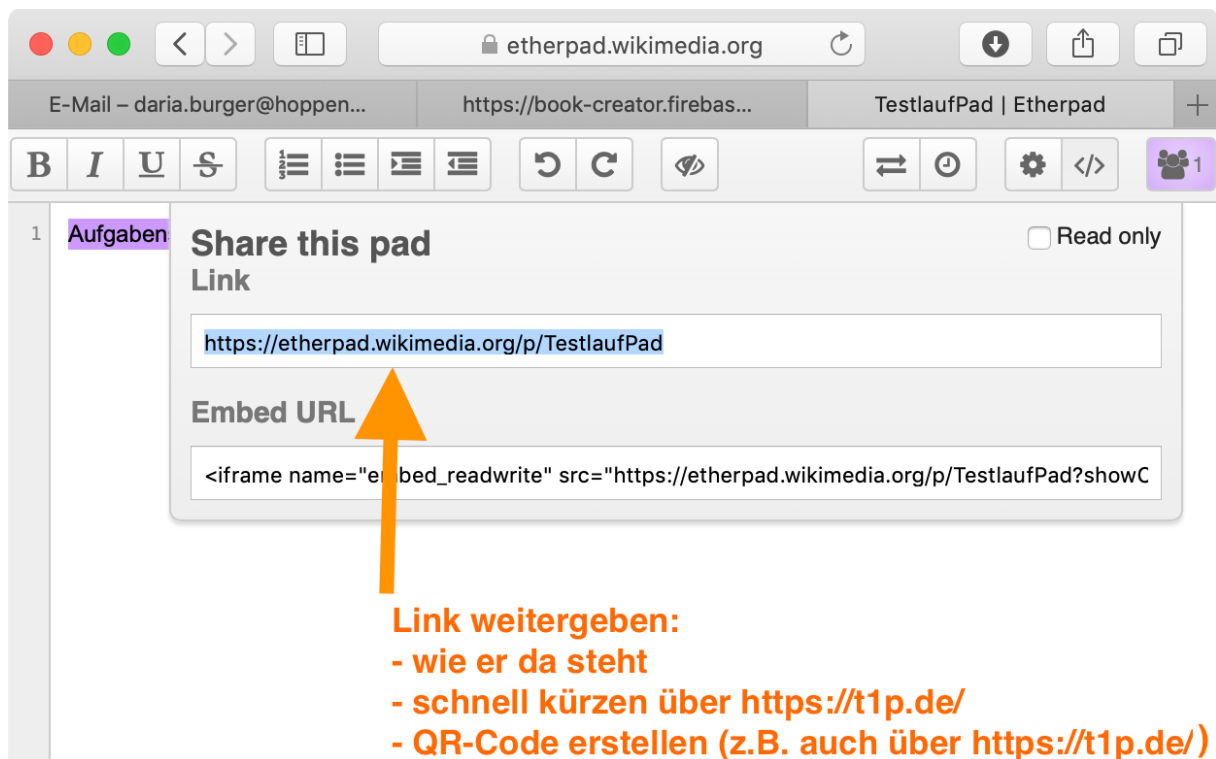 etherpad.wikimedia.org
E-Mail – daria.burger@hoppen...
https://book-creator.firebas...
TestlaufPad | Etherpad
B I U S
1
1 Aufgaben
Share this pad
Read only
Link
https://etherpad.wikimedia.org/p/TestlaufPad
Embed URL
<iframe name="embed_readwrite" src="https://etherpad.wikimedia.org/p/TestlaufPad?showC
Link weitergeben:
- wie er da steht
- schnell kürzen über https://t1p.de/
- QR-Code erstellen (z.B. auch über https://t1p.de/)